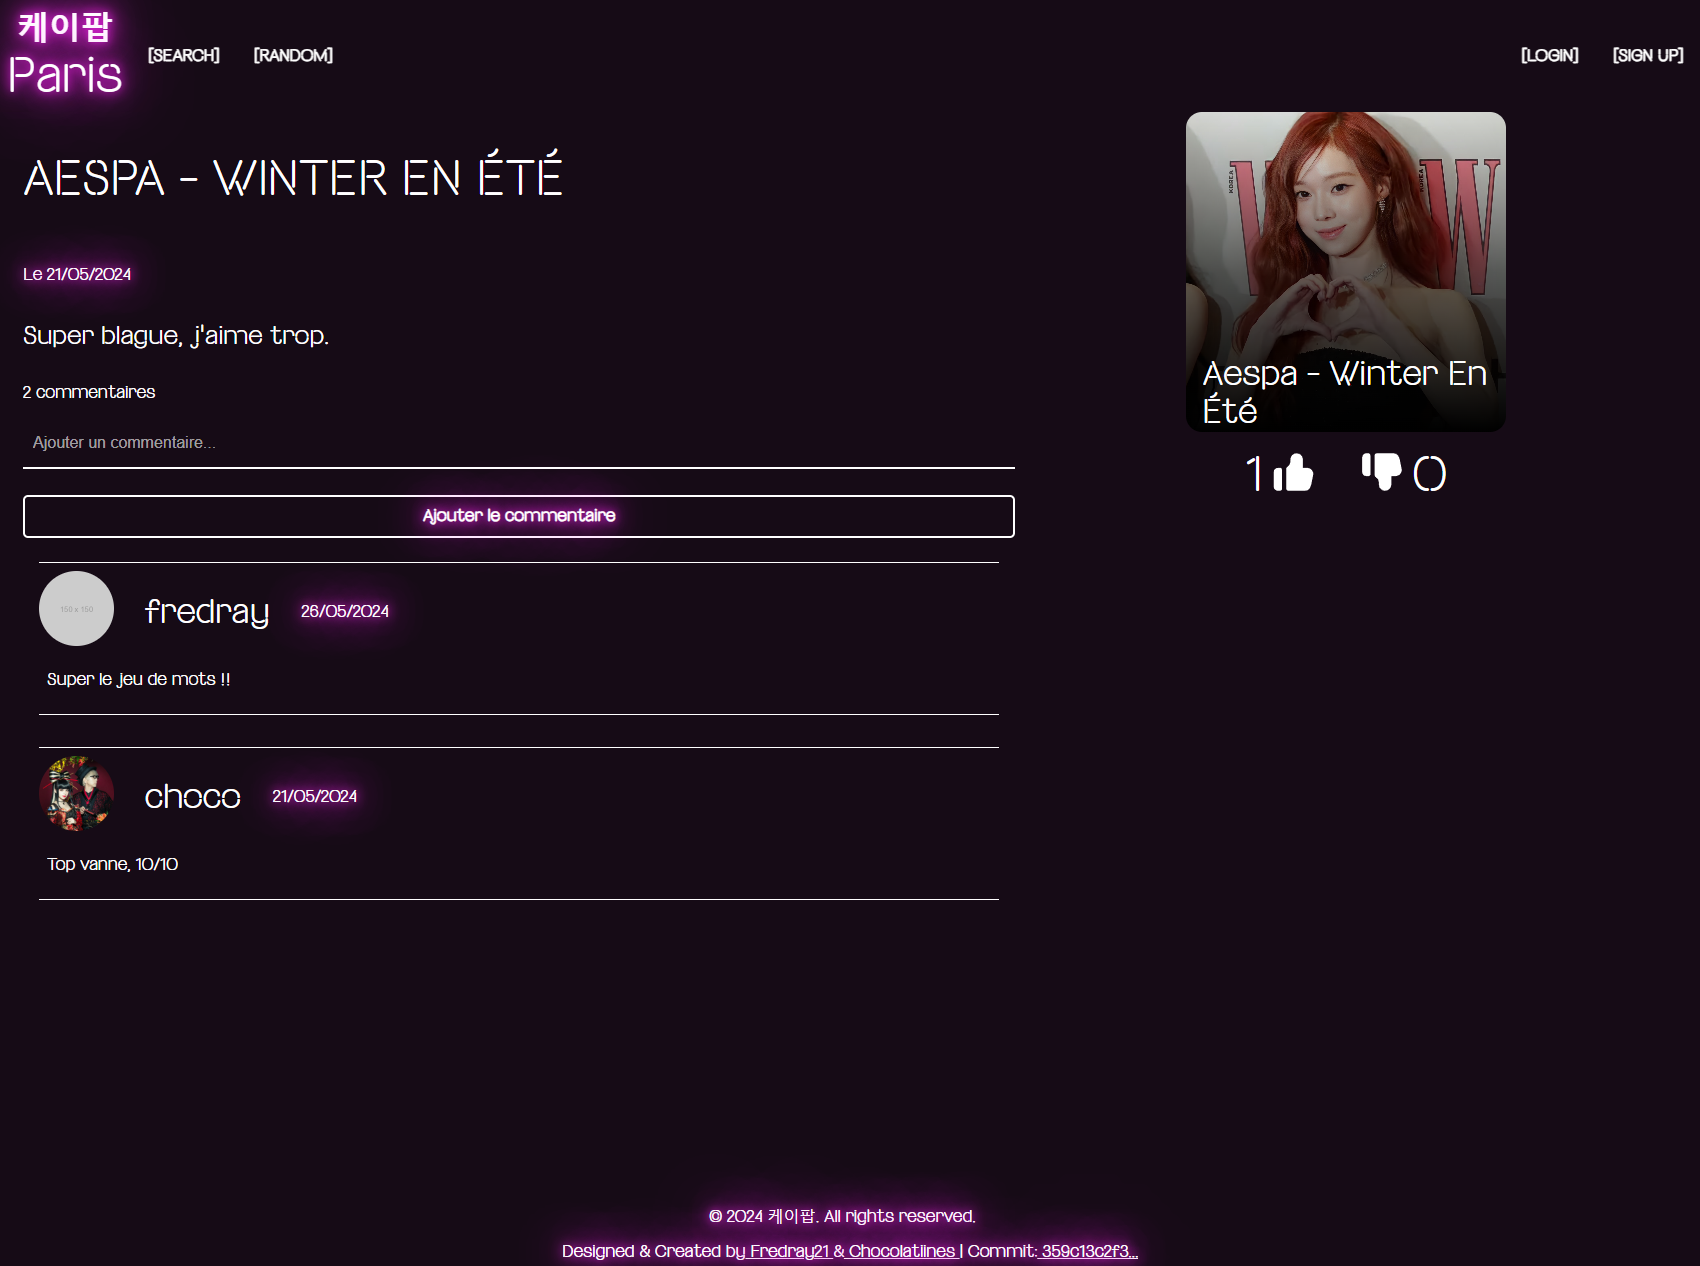 케이팝
Paris
[SEARCH] [RANDOM] [LOGIN] [SIGN UP]
AESPA - WINTER EN ÉTÉ
Le 21/05/2024
Super blague, j'aime trop.
2 commentaires
Ajouter un commentaire...
Ajouter le commentaire
150 x 150
fredray 26/05/2024
Super le jeu de mots !!
choco 21/05/2024
Top vanne, 10/10
KOREA
KOREA
W W
Aespa - Winter En
Été
1 0
© 2024 케이팝. All rights reserved.
Designed & Created by Fredray21 & Chocolatiines | Commit: 359c13c2f3...